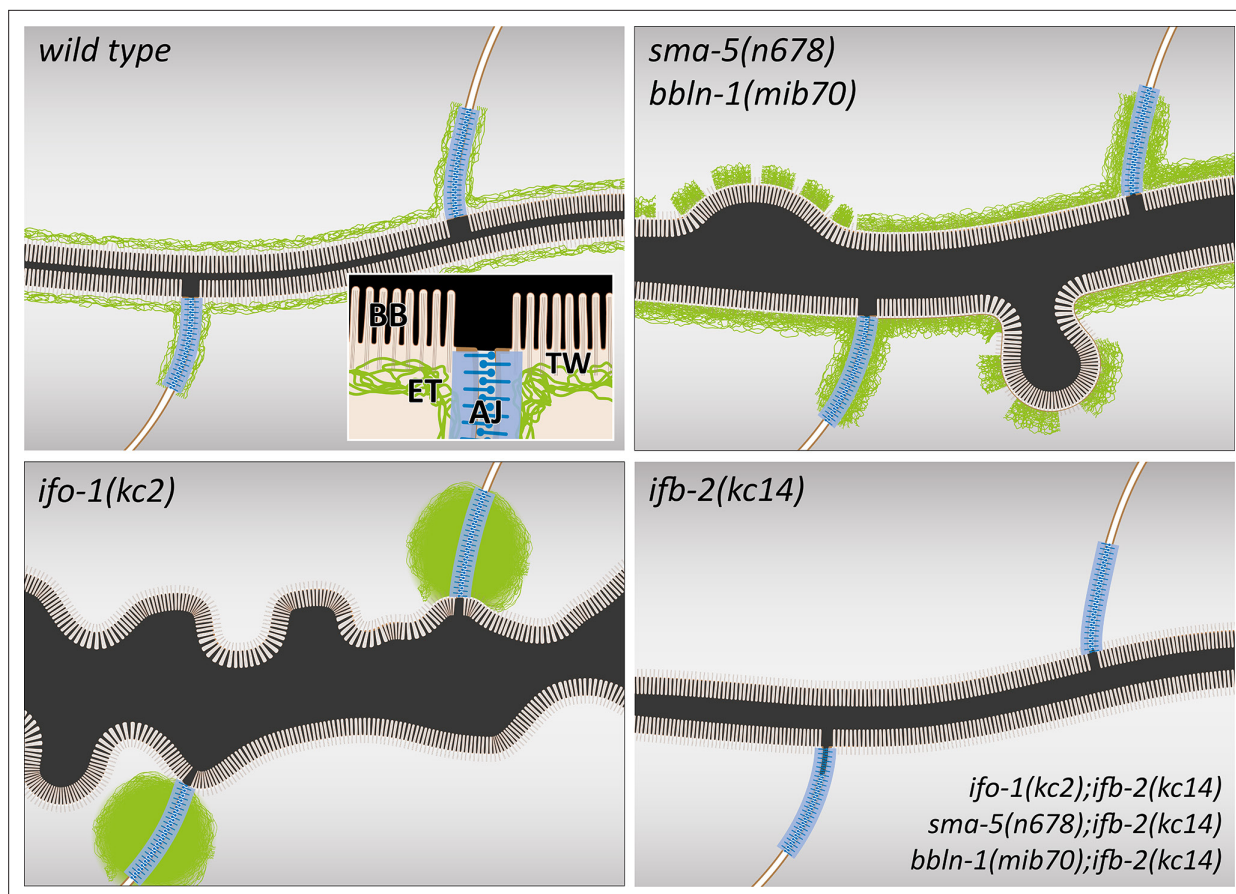 wild type
BB
TW
ET
AJ
sma-5(n678)
bbln-1(mib70)
ifo-1(kc2)
ifb-2(kc14)
ifo-1(kc2);ifb-2(kc14)
sma-5(n678);ifb-2(kc14)
bbln-1(mib70);ifb-2(kc14)